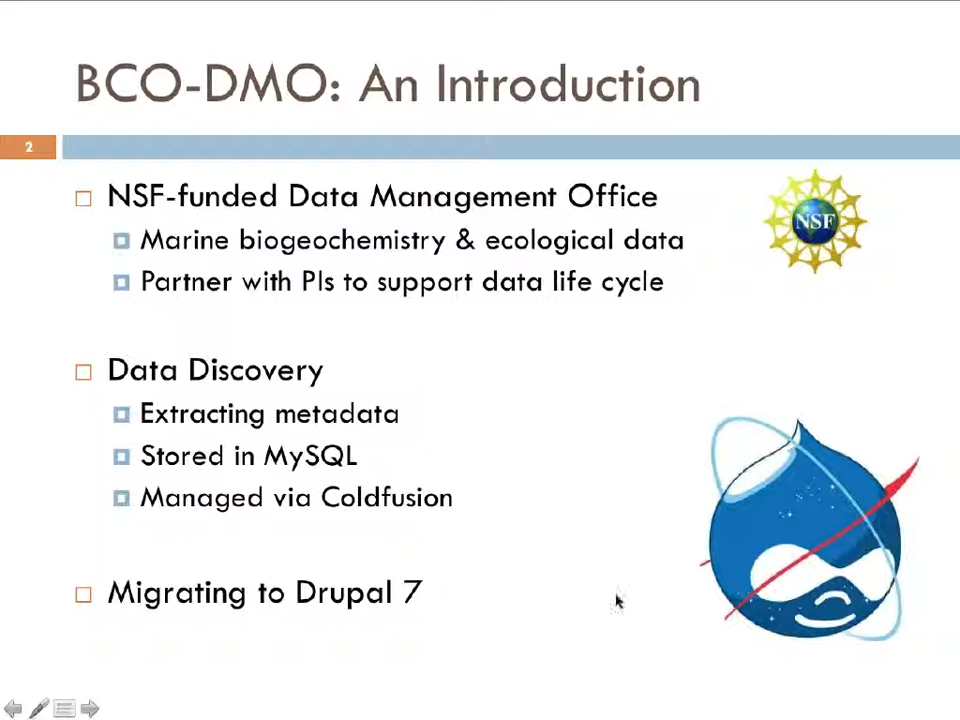 BCO-DMO: An Introduction
2
NSF-funded Data Management Office
NSF
Marine biogeochemistry & ecological data
Partner with PIs to support data life cycle
Data Discovery
Extracting metadata
Stored in MySQL
Managed via Coldfusion
Migrating to Drupal 7